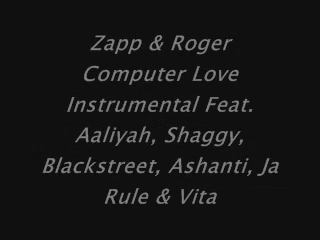 Zapp & Roger
Computer Love
Instrumental Feat.
Aaliyah, Shaggy,
Blackstreet, Ashanti, Ja
Rule & Vita